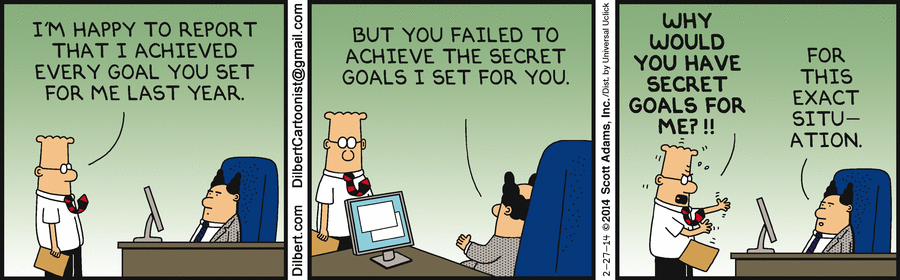 I'M HAPPY TO REPORT
THAT I ACHIEVED
EVERY GOAL YOU SET
FOR ME LAST YEAR.
Dilbert.com DilbertCartoonist@gmail.com
BUT YOU FAILED TO
ACHIEVE THE SECRET
GOALS I SET FOR YOU.
2-27-14 © 2014 Scott Adams, Inc. /Dist. by Universal Uclick
WHY
WOULD
YOU HAVE
SECRET
GOALS FOR
ME?!!
FOR
THIS
EXACT
SITU-
ATION.